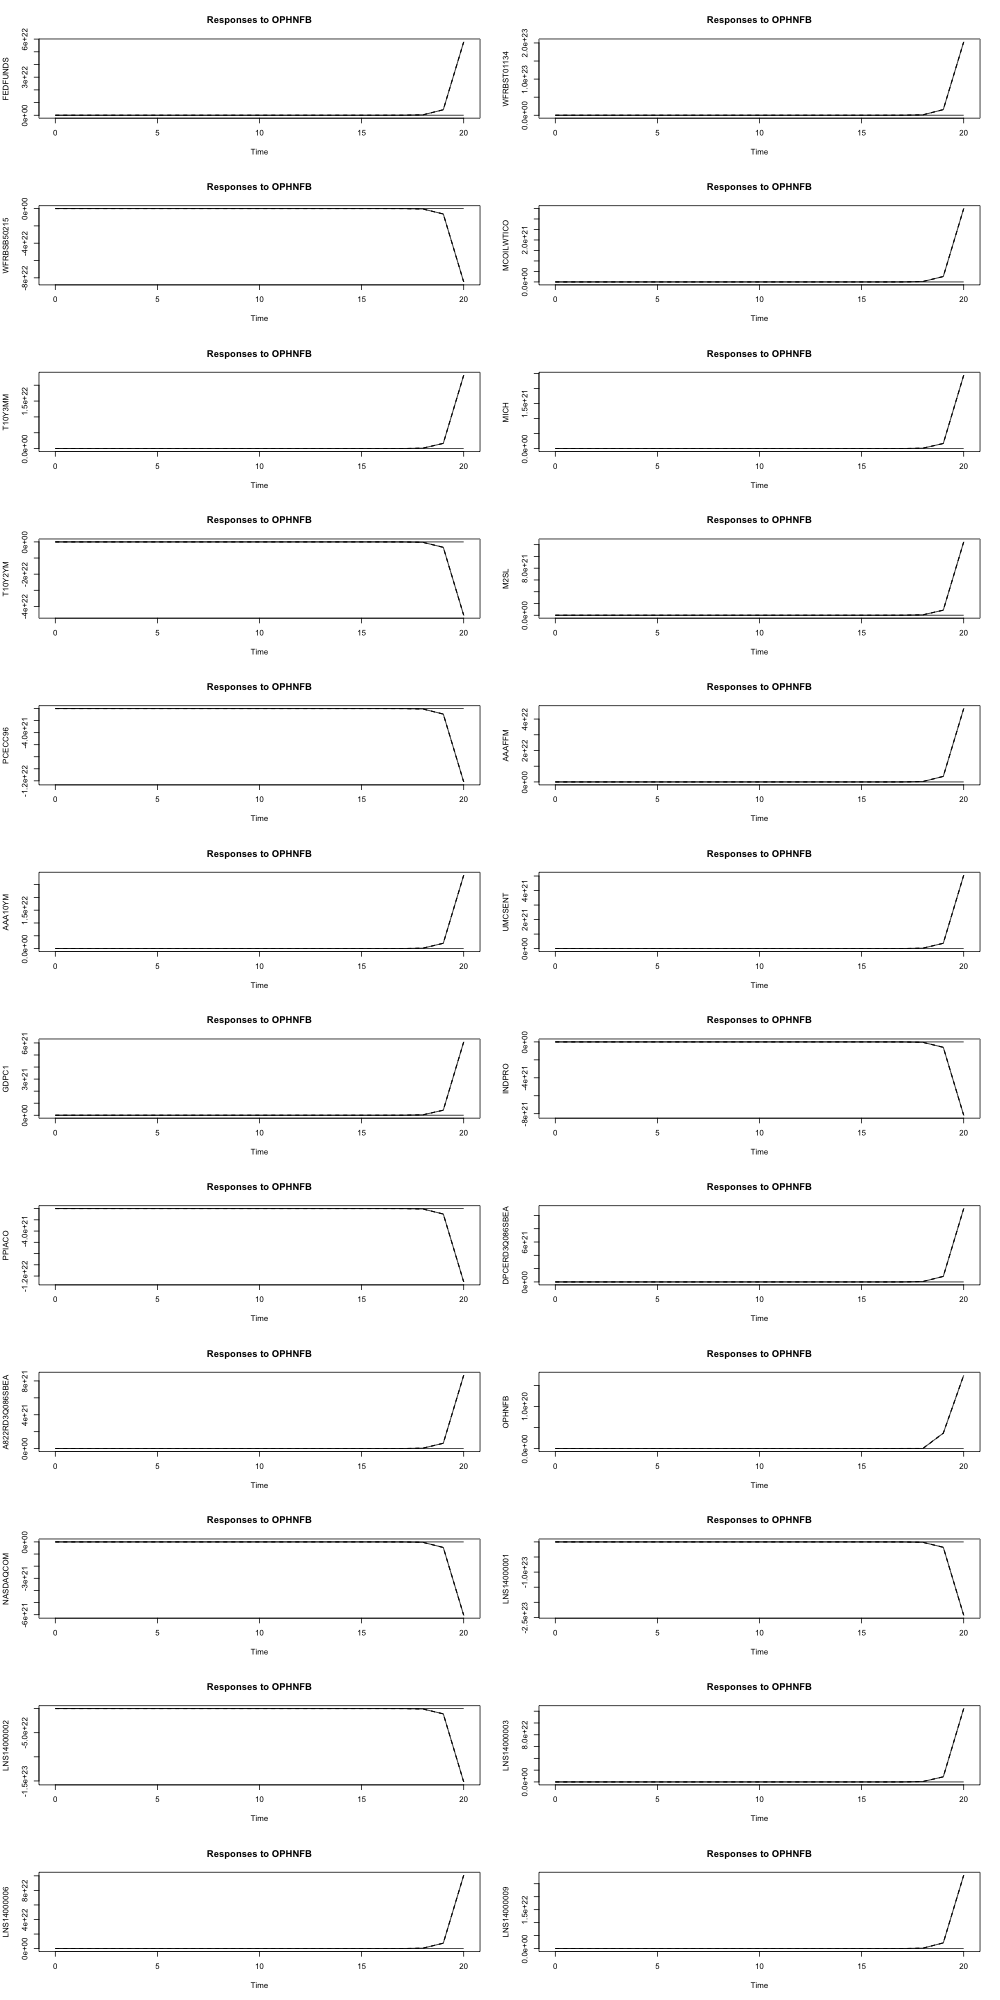 Responses to OPHNFB
FEDFUNDS
0e+00 3e+22 6e+22
0 5 10 15 20
Time
Responses to OPHNFB
WFRBST01134
0.0e+00 1.0e+23 2.0e+23
0 5 10 15 20
Time
Responses to OPHNFB
WFRBSB50215
-8e+22 -4e+22 0e+00
0 5 10 15 20
Time
Responses to OPHNFB
MCOILWTICO
0.0e+00 2.0e+21
0 5 10 15 20
Time
Responses to OPHNFB
T10Y3MM
0.0e+00 1.5e+22
0 5 10 15 20
Time
Responses to OPHNFB
MICH
0.0e+00 1.5e+21
0 5 10 15 20
Time
Responses to OPHNFB
T10Y2YM
-4e+22 -2e+22 0e+00
0 5 10 15 20
Time
Responses to OPHNFB
M2SL
0.0e+00 8.0e+21
0 5 10 15 20
Time
Responses to OPHNFB
PCECC96
-1.2e+22 -4.0e+21
0 5 10 15 20
Time
Responses to OPHNFB
AAAFFM
0e+00 2e+22 4e+22
0 5 10 15 20
Time
Responses to OPHNFB
AAA10YM
0.0e+00 1.5e+22
0 5 10 15 20
Time
Responses to OPHNFB
UMCSENT
0e+00 2e+21 4e+21
0 5 10 15 20
Time
Responses to OPHNFB
GDPC1
0e+00 3e+21 6e+21
0 5 10 15 20
Time
Responses to OPHNFB
INDPRO
-8e+21 -4e+21 0e+00
0 5 10 15 20
Time
Responses to OPHNFB
PPIACO
-1.2e+22 -4.0e+21
0 5 10 15 20
Time
Responses to OPHNFB
DPCERD3Q086SBEA
0e+00 6e+21
0 5 10 15 20
Time
Responses to OPHNFB
A822RD3Q086SBEA
0e+00 4e+21 8e+21
0 5 10 15 20
Time
Responses to OPHNFB
OPHNFB
0.0e+00 1.0e+20
0 5 10 15 20
Time
Responses to OPHNFB
NASDAQCOM
-6e+21 -3e+21 0e+00
0 5 10 15 20
Time
Responses to OPHNFB
LNS14000001
-2.5e+23 -1.0e+23
0 5 10 15 20
Time
Responses to OPHNFB
LNS14000002
-1.5e+23 -5.0e+22
0 5 10 15 20
Time
Responses to OPHNFB
LNS14000003
0.0e+00 8.0e+22
0 5 10 15 20
Time
Responses to OPHNFB
LNS14000006
0e+00 4e+22 8e+22
0 5 10 15 20
Time
Responses to OPHNFB
LNS14000009
0.0e+00 1.5e+22
0 5 10 15 20
Time